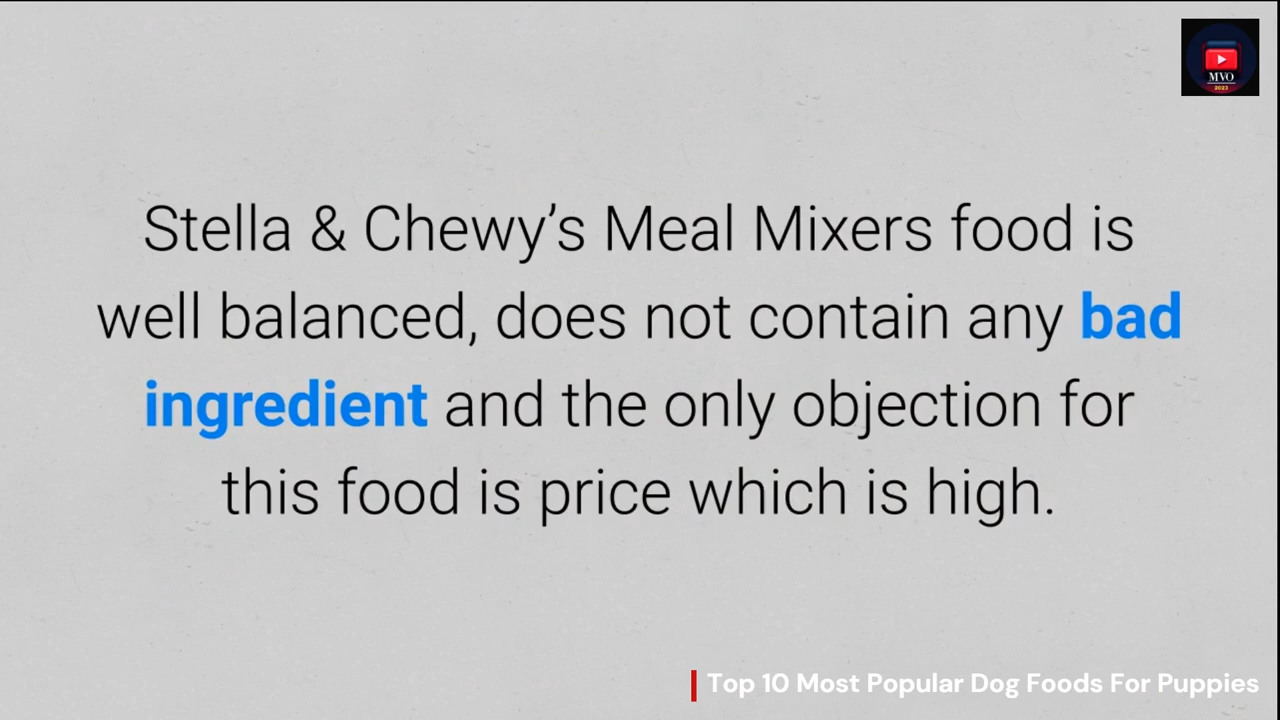 MVO
2023
Stella & Chewy’s Meal Mixers food is
well balanced, does not contain any bad
ingredient and the only objection for
this food is price which is high.
Top 10 Most Popular Dog Foods For Puppies